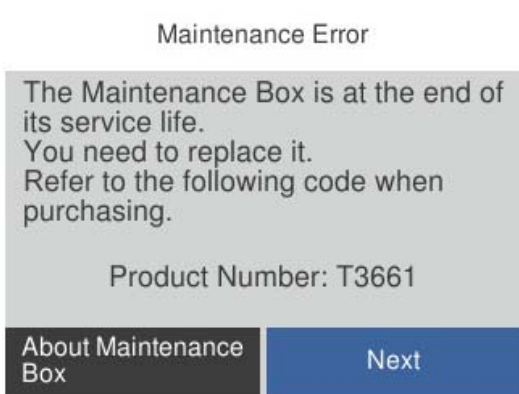 Maintenance Error
The Maintenance Box is at the end of
its service life.
You need to replace it.
Refer to the following code when
purchasing.
Product Number: T3661
About Maintenance
Box
Next